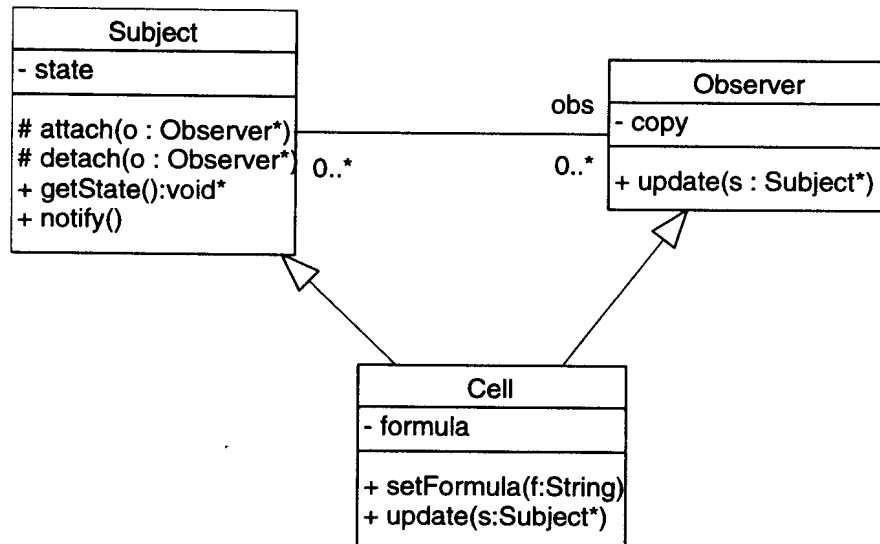 Subject
- state
# attach(o : Observer*)
# detach(o : Observer*)
+ getState():void*
+ notify()
obs
0..*
0..*
Observer
- copy
+ update(s : Subject*)
Cell
- formula
+ setFormula(f:String)
+ update(s:Subject*)